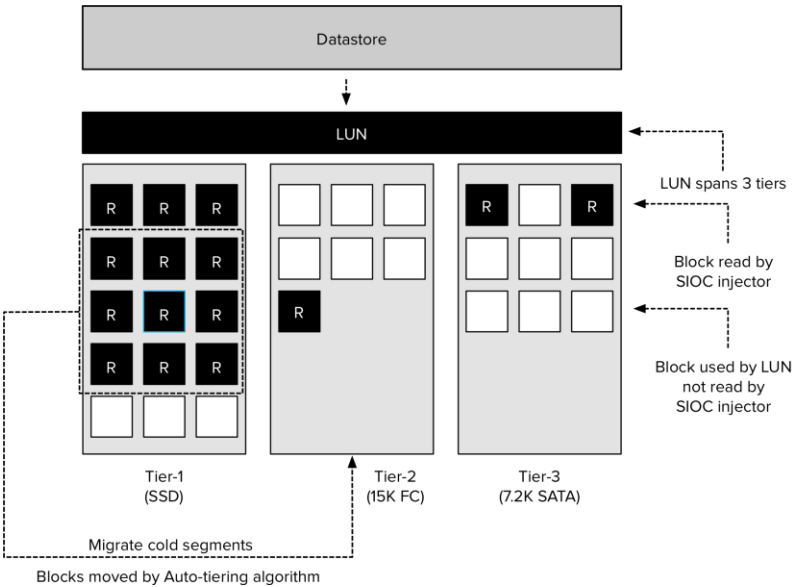 Datastore
LUN
LUN spans 3 tiers
R R R R R
Block read by
SIOC injector
R R R
R R R R
Block used by LUN
not read by
SIOC injector
R R R
Tier-1
(SSD)
Tier-2
(15K FC)
Tier-3
(7.2K SATA)
Migrate cold segments
Blocks moved by Auto-tiering algorithm